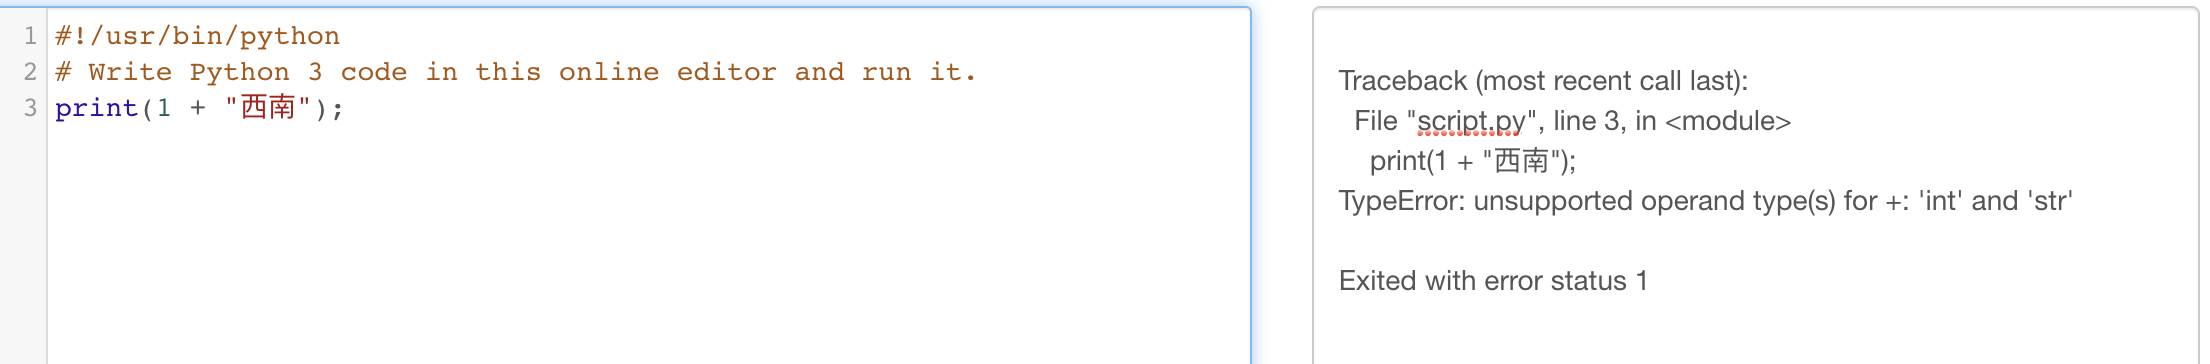 1 #!/usr/bin/python
2 # Write Python 3 code in this online editor and run it.
3 print(1 + "西南");
Traceback (most recent call last):
File "script.py", line 3, in <module>
print(1 + "西南");
TypeError: unsupported operand type(s) for +: 'int' and 'str'
Exited with error status 1